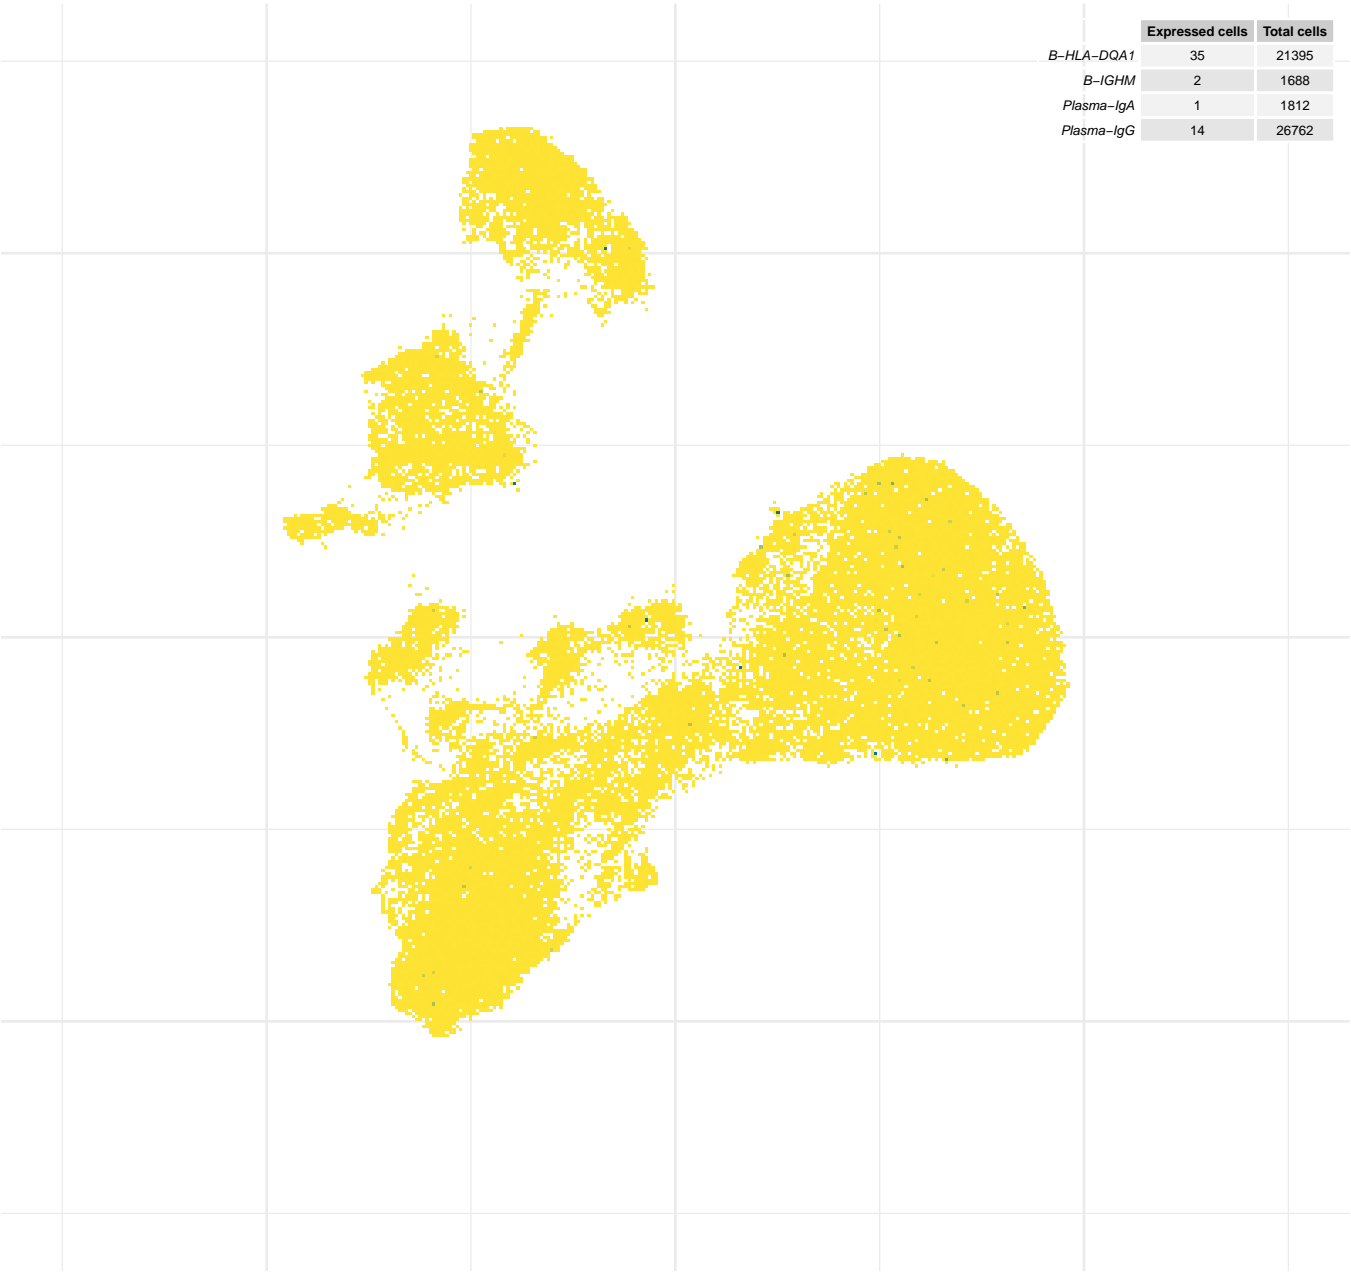 Expressed cells Total cells
B−HLA−DQA1 35 21395
B−IGHM 2 1688
Plasma−IgA 1 1812
Plasma−IgG 14 26762